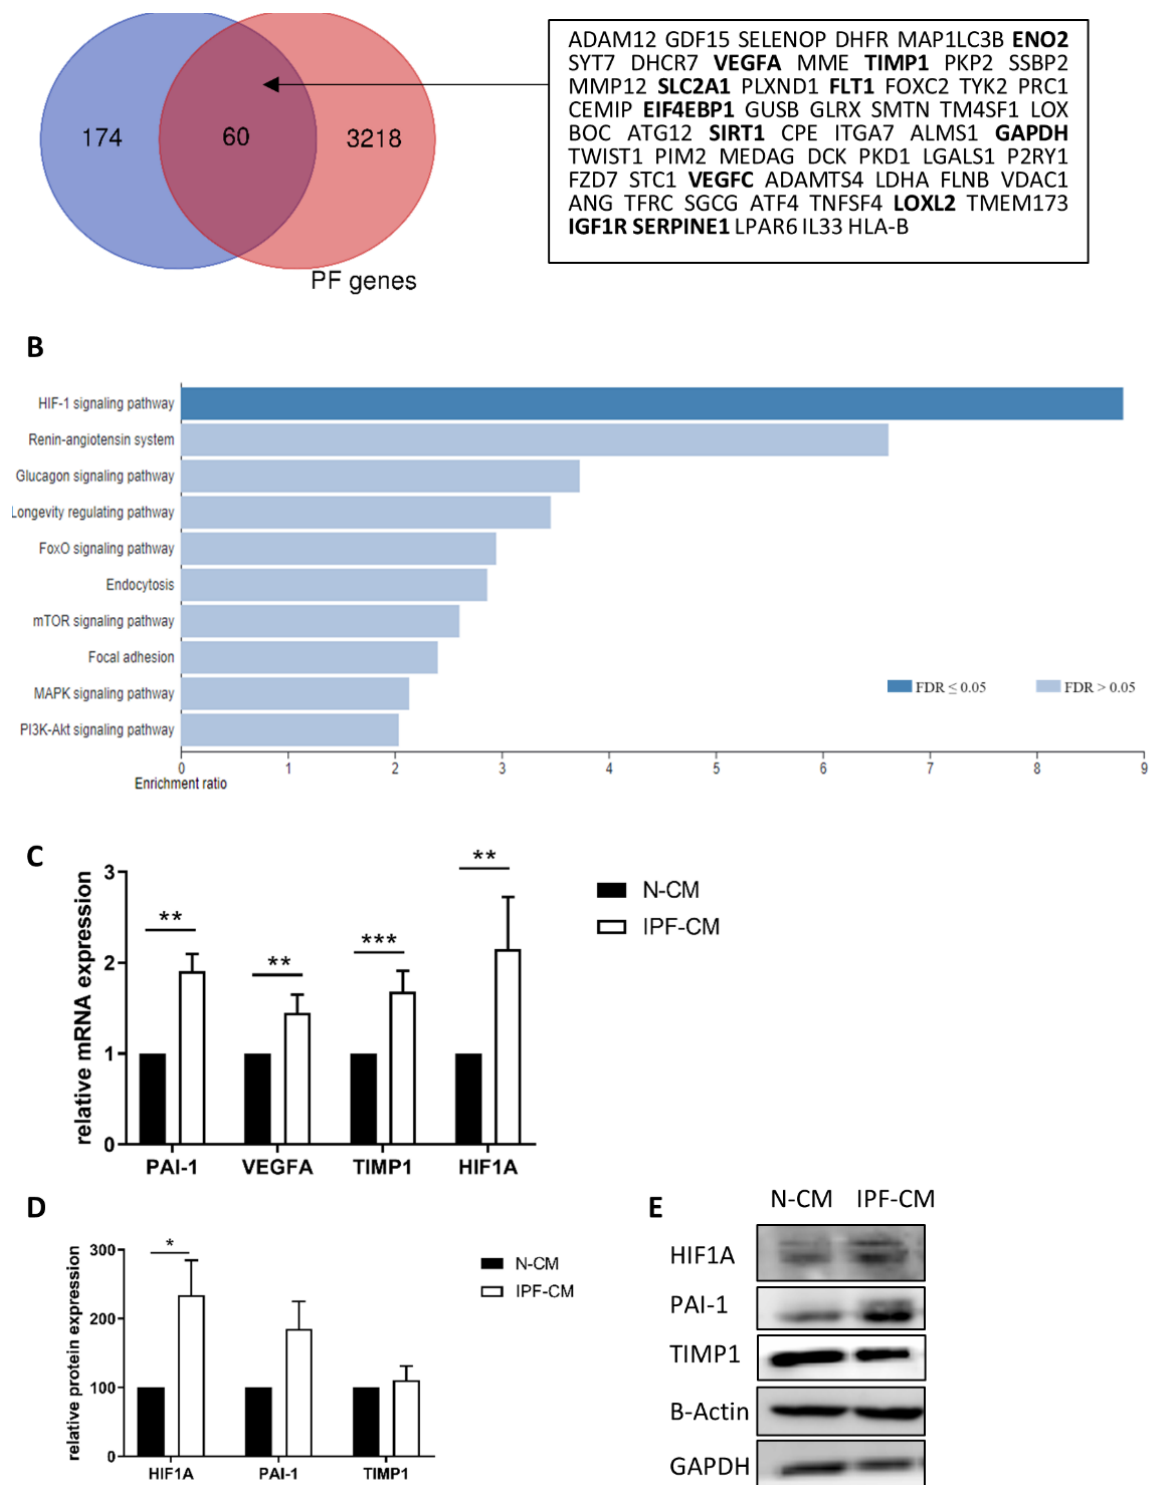 174
60
3218
PF genes
ADAM12 GDF15 SELENOP DHFR MAP1LC3B ENO2
SYT7 DHCR7 VEGFA MME TIMP1 PKP2 SSBP2
MMP12 SLC2A1 PLXND1 FLT1 FOXC2 TYK2 PRC1
CEMIP EIF4EBP1 GUSB GLRX SMTN TM4SF1 LOX
BOC ATG12 SIRT1 CPE ITGA7 ALMS1 GAPDH
TWIST1 PIM2 MEDAG DCK PKD1 LGALS1 P2RY1
FZD7 STC1 VEGFC ADAMTS4 LDHA FLNB VDAC1
ANG TFRC SGCG ATF4 TNFSF4 LOXL2 TMEM173
IGF1R SERPINE1 LPAR6 IL33 HLA-B
B
HIF-1 signaling pathway
Renin-angiotensin system
Glucagon signaling pathway
Longevity regulating pathway
FoxO signaling pathway
Endocytosis
mTOR signaling pathway
Focal adhesion
MAPK signaling pathway
PI3K-Akt signaling pathway
FDR ≤ 0.05
FDR > 0.05
0 1 2 3 4 5 6 7 8 9
Enrichment ratio
C
relative mRNA expression
3
2
1
0
**
**
***
**
PAI-1 VEGFA TIMP1 HIF1A
N-CM
IPF-CM
D
relative protein expression
300
200
100
0
*
HIF1A PAI-1 TIMP1
N-CM
IPF-CM
E
N-CM IPF-CM
HIF1A
PAI-1
TIMP1
B-Actin
GAPDH